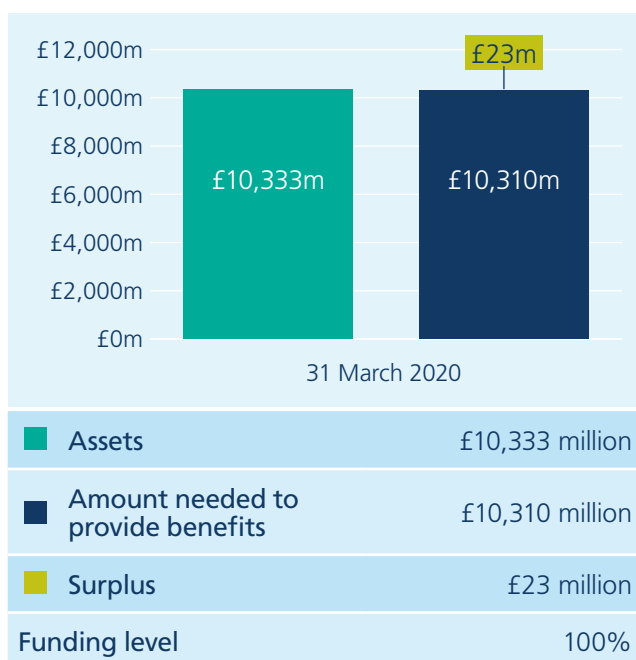 £12,000m
£23m
£10,000m
£8,000m
£10,333m £10,310m
£6,000m
£4,000m
£2,000m
£0m
31 March 2020
Assets £10,333 million
Amount needed to
provide benefits £10,310 million
Surplus £23 million
Funding level 100%